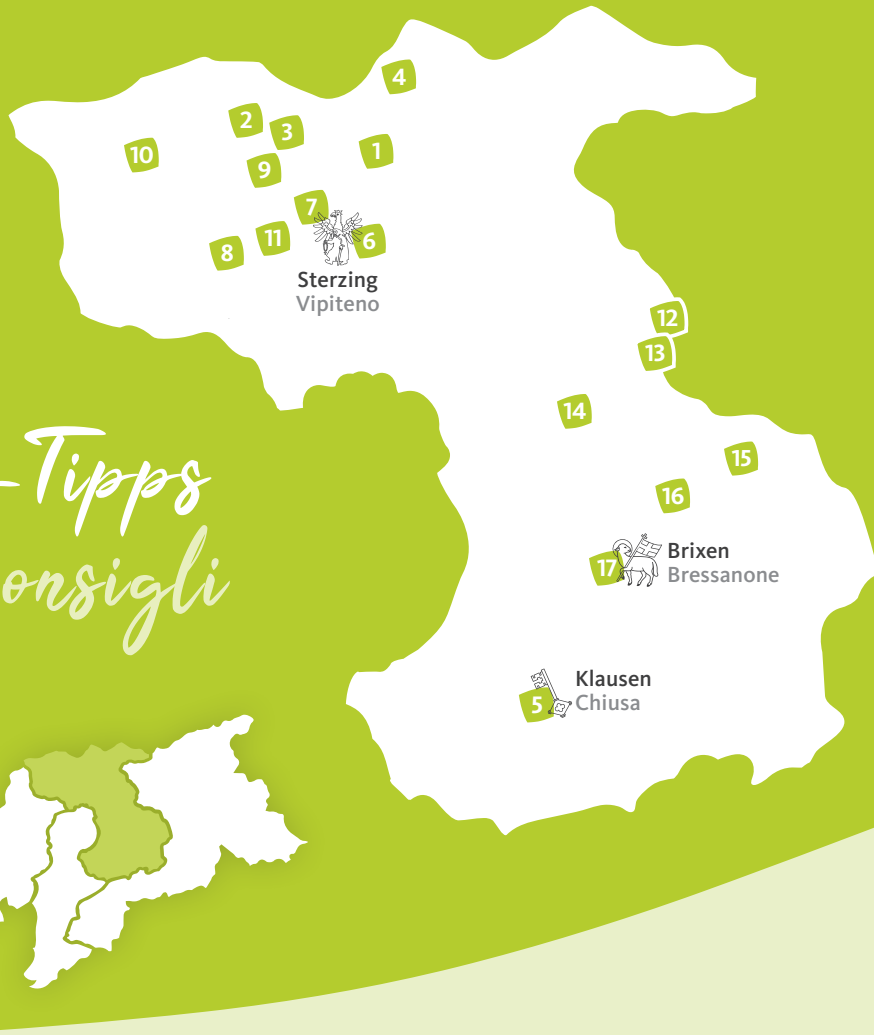 4
2
3
10
1
9
7
11
6
8
Sterzing
Vipiteno
12
13
14
-Tipps
15
16
onsigli
Brixen
17
Bressanone
Klausen
5
Chiusa